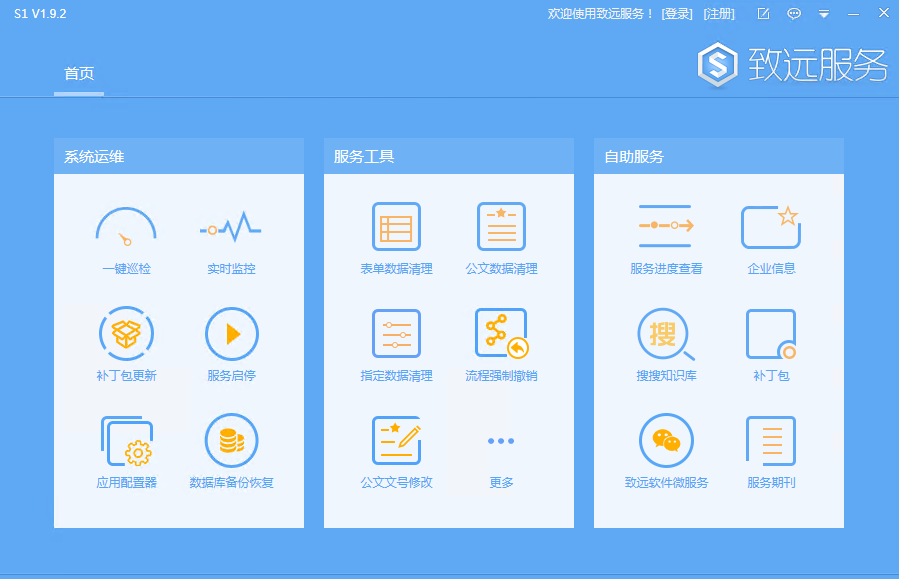 S1 V1.9.2
欢迎使用致远服务！ [登录] [注册]
首页
致远服务
系统运维
一键巡检 实时监控
补丁包更新 服务启停
应用配置器 数据库备份恢复
服务工具
表单数据清理 公文数据清理
指定数据清理 流程强制撤销
公文文号修改 更多
自助服务
服务进度查看 企业信息
搜
搜搜知识库 补丁包
致远软件微服务 服务期刊